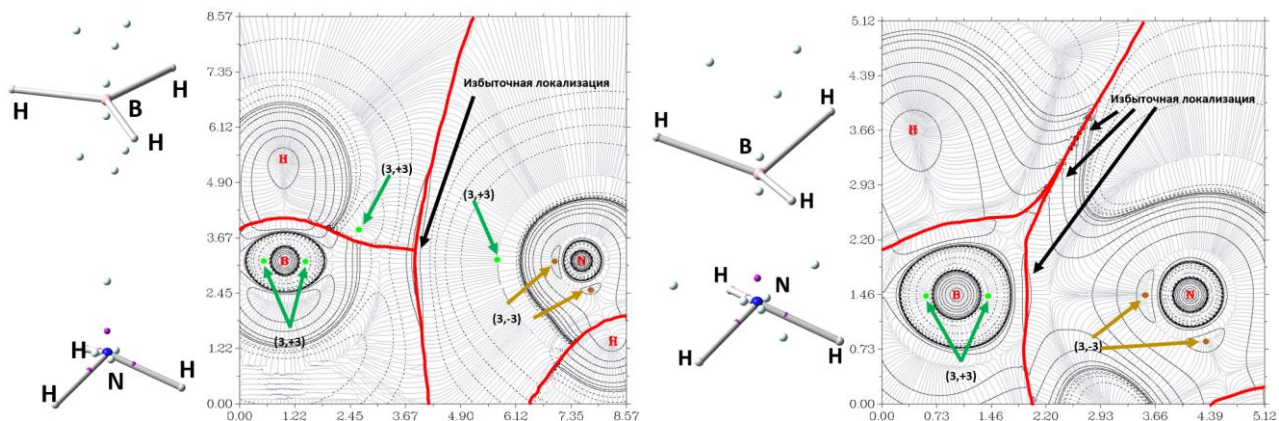 H
H
B
H
H
N
H
H
8.57
7.35
6.12
4.90
3.67
2.45
1.22
0.00
0.00
1.22
2.45
3.67
4.90
6.12
7.35
8.57
Избыточная локализация
H
(3,+3)
(3,+3)
B
N
(3,-3)
(3,+3)
H
H
B
H
H
N
H
H
H
5.12
4.39
3.66
2.93
2.20
1.46
0.73
0.00
0.00
0.73
1.46
2.20
2.93
3.66
4.39
5.12
Избыточная локализация
H
B
N
(3,-3)
(3,+3)